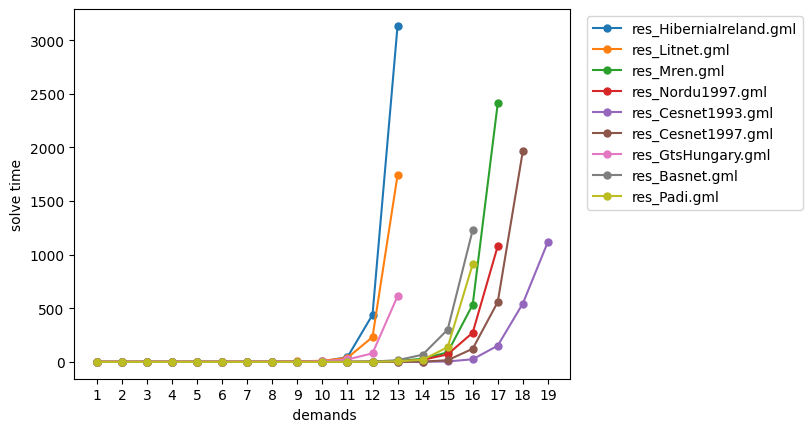 3000
2500
2000
1500
1000
500
0
solve time
1 2 3 4 5 6 7 8 9 10 11 12 13 14 15 16 17 18 19
demands
res_HiberniaIreland.gml
res_Litnet.gml
res_Mren.gml
res_Nordu1997.gml
res_Cesnet1993.gml
res_Cesnet1997.gml
res_GtsHungary.gml
res_Basnet.gml
res_Padi.gml